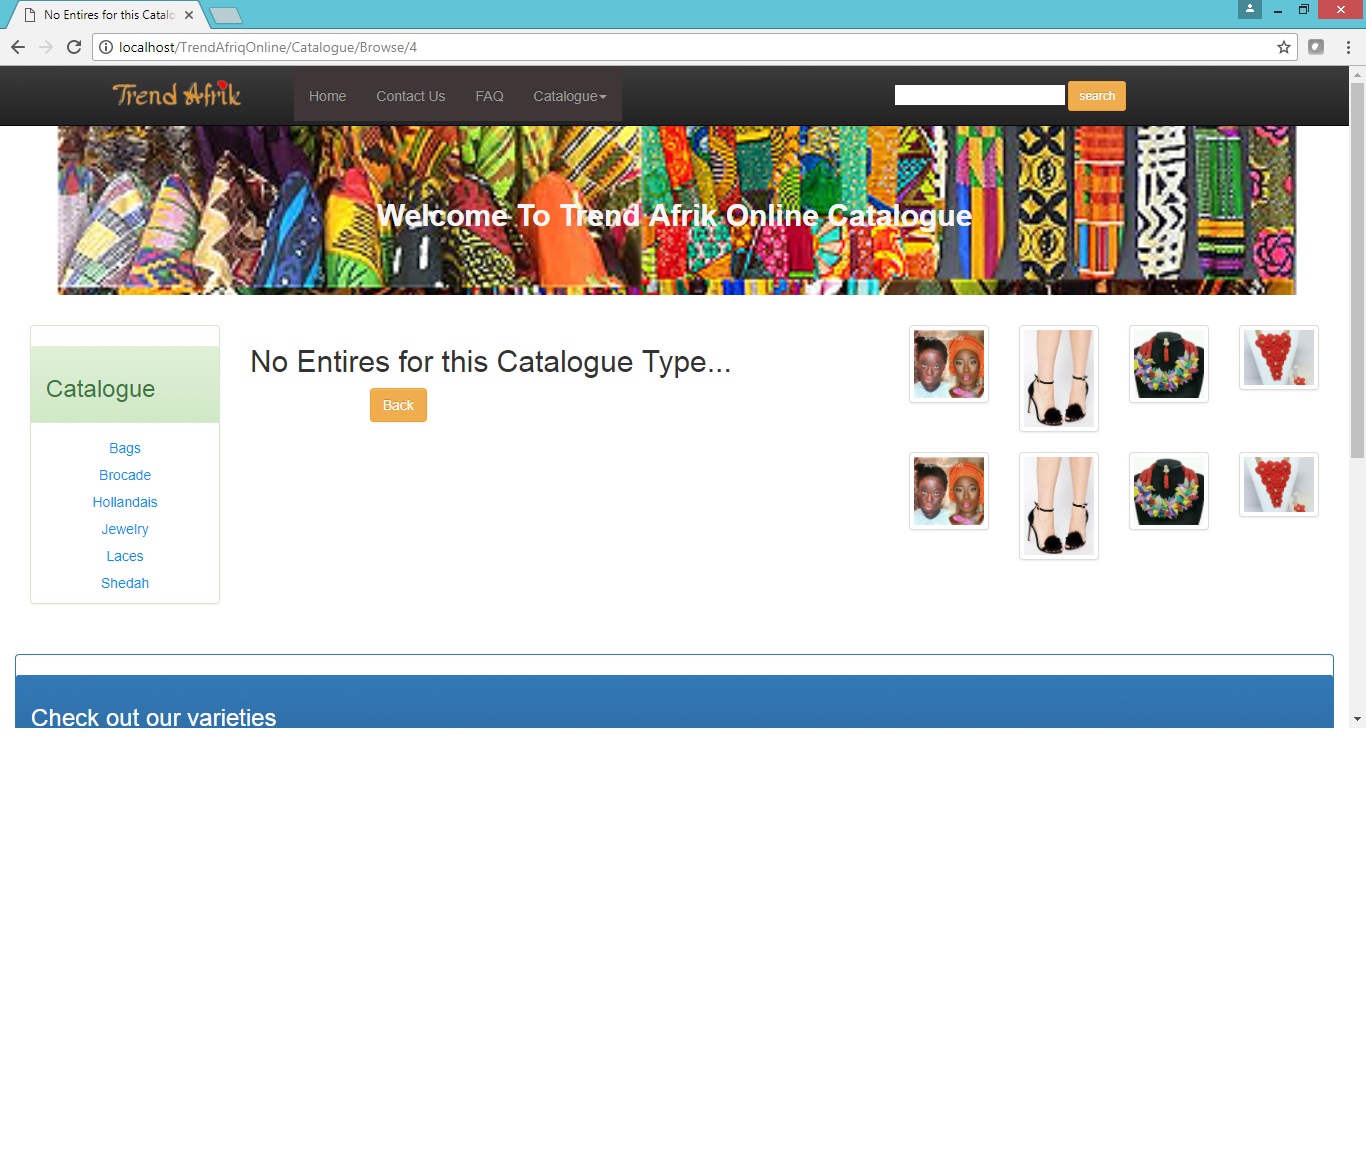 No Entires for this Catalo
localhost/TrendAfriqOnline/Catalogue/Browse/4
Trend Afrik
Home
Contact Us
FAQ
Catalogue
search
Welcome To Trend Afrik Online Catalogue
Catalogue
Bags
Brocade
Hollandais
Jewelry
Laces
Shedah
No Entires for this Catalogue Type...
Back
Check out our varieties